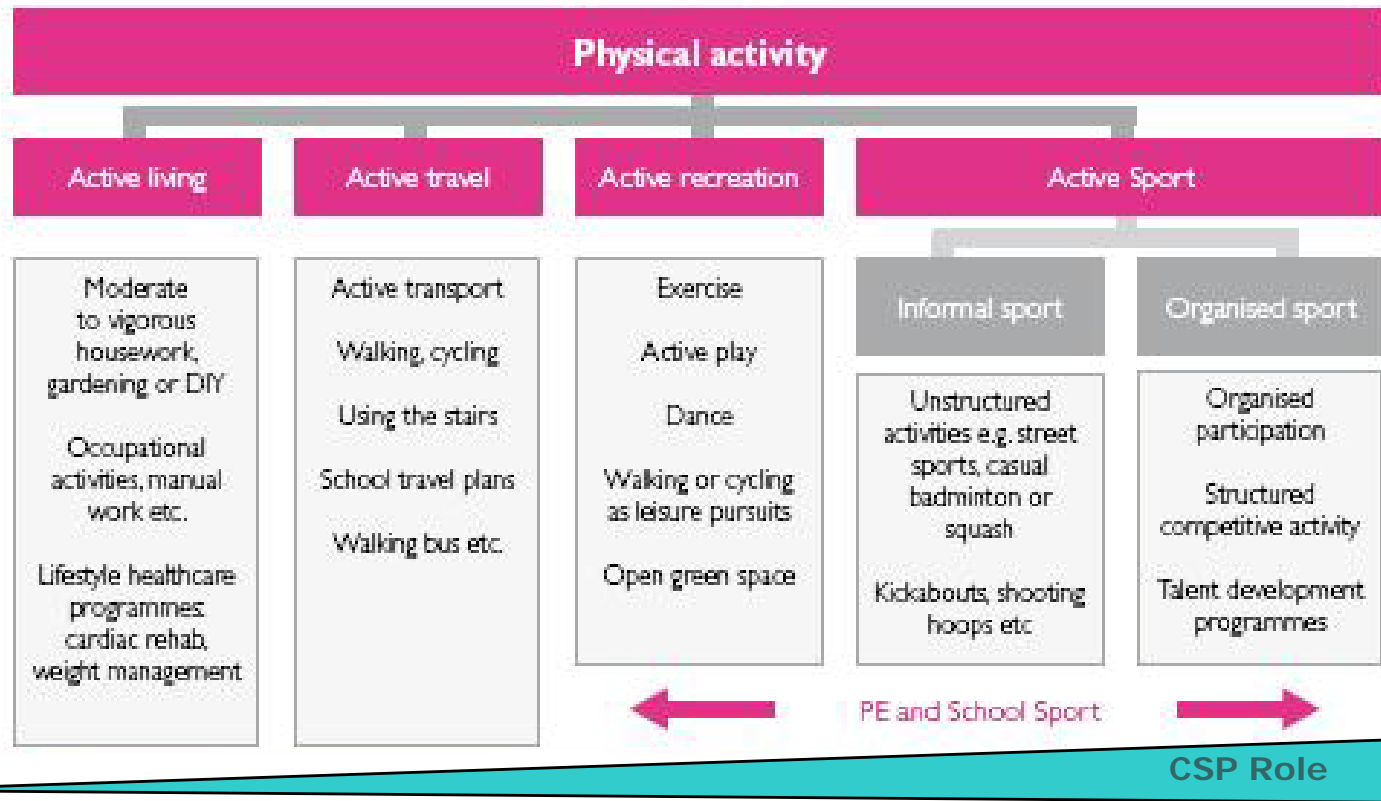 Physical activity
Active living
Active travel
Active recreation
Active Sport
Moderate
to vigorous
housework,
gardening or DIY
Occupational
activities, manual
work etc.
Lifestyle healthcare
programmes:
cardiac rehab,
weight management
Active transport
Walking, cycling
Using the stairs
School travel plans
Walking bus etc.
Exercise
Active play
Dance
Walking or cycling
as leisure pursuits
Open green space
Informal sport
Unstructured
activities e.g. street
sports, casual
badminton or
squash
Kickabouts, shooting
hoops etc
Organised sport
Organised
participation
Structured
competitive activity
Talent development
programmes
PE and School Sport
CSP Role